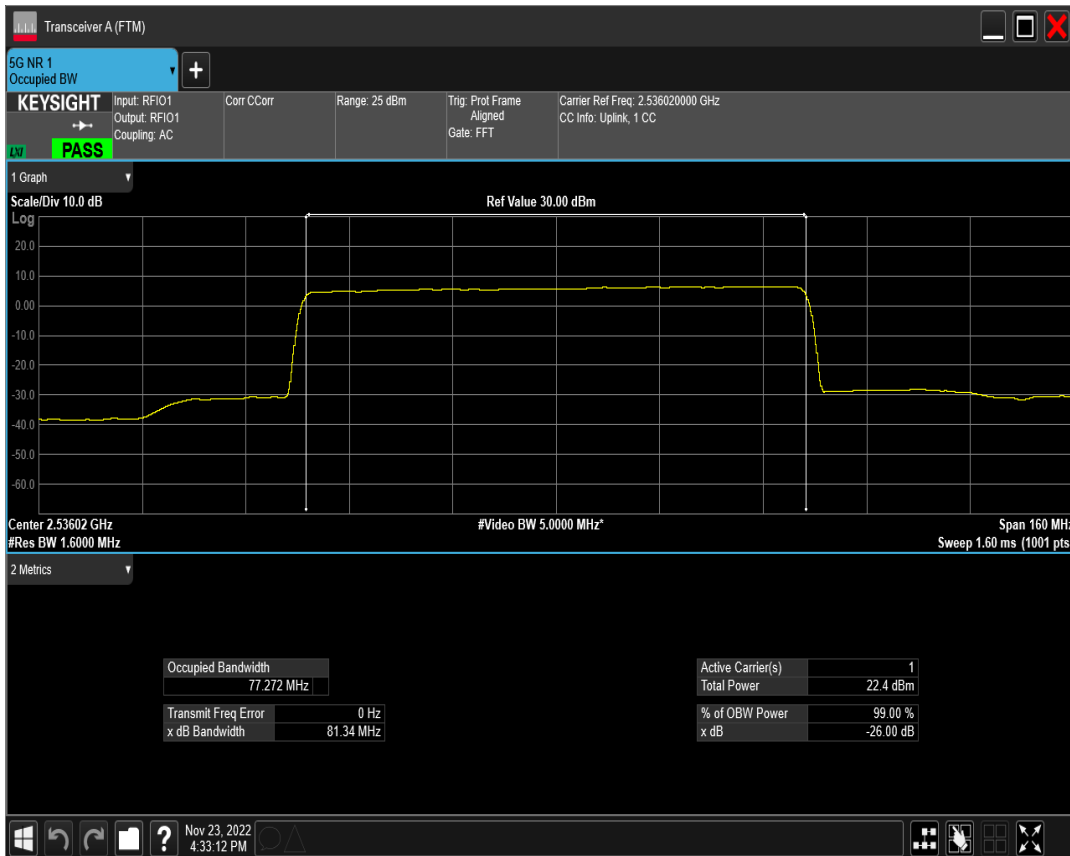 Transceiver A (FTM)
5G NR 1
Occupied BW
+
KEYSIGHT
LXI
PASS
Input: RFIO1
Output: RFIO1
Coupling: AC
Corr CCorr
Range: 25 dBm
Trig: Prot Frame
Aligned
Gate: FFT
Carrier Ref Freq: 2.536020000 GHz
CC Info: Uplink, 1 CC
1 Graph
Scale/Div 10.0 dB
Ref Value 30.00 dBm
Log
20.0
10.0
0.00
-10.0
-20.0
-30.0
-40.0
-50.0
-60.0
Center 2.53602 GHz
#Video BW 5.0000 MHz*
Span 160 MHz
#Res BW 1.6000 MHz
Sweep 1.60 ms (1001 pts
2 Metrics
Occupied Bandwidth
77.272 MHz
Transmit Freq Error 0 Hz
x dB Bandwidth 81.34 MHz
Active Carrier(s) 1
Total Power 22.4 dBm
% of OBW Power 99.00 %
x dB -26.00 dB
?
Nov 23, 2022
4:33:12 PM